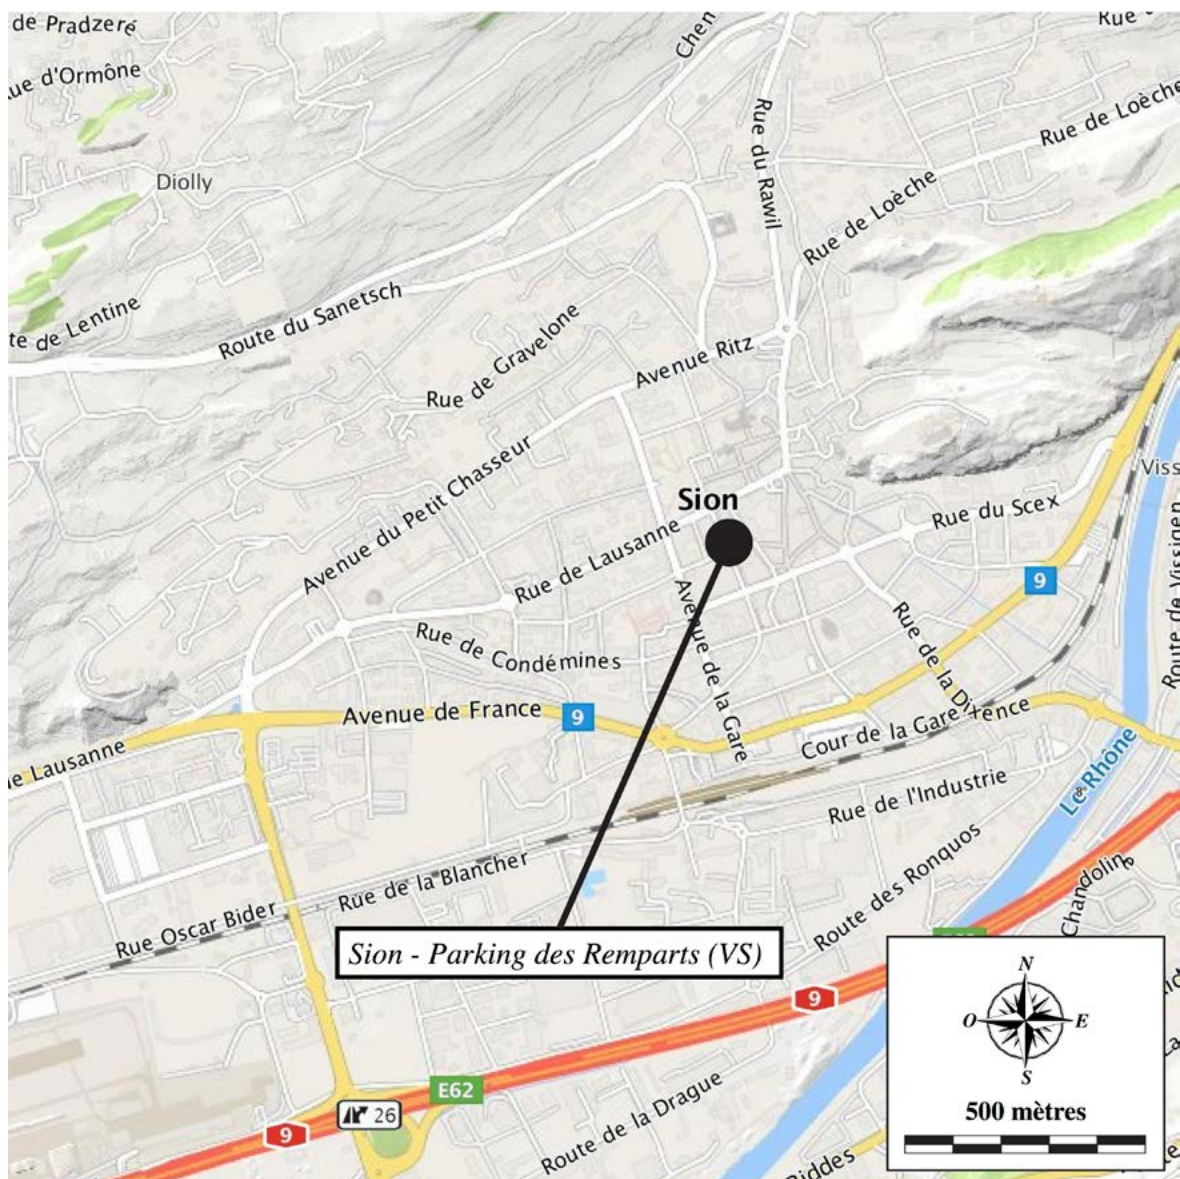 de Pradzeré
Chen
Rue
d'Ormône
Rue de Loèche
Rue du Rawil
Diolly
Rue de Loèche
te de Lentine
Route du Sanetsch
Rue de Gravelone
Avenue Ritz
Avenue du Petit Chasseur
Viss
Sion
Rue du Scex
Rue de Lausanne
9
Avenue de la Gare
Rue de la Dixence
Route de Vissigen
Rue de Condémines
Avenue de France
9
Cour de la Gare
de Lausanne
Le Rhône
Rue de l'Industrie
Rue de la Blancher
Route des Ronquos
Chandolin
Rue Oscar Bider
Sion - Parking des Remparts (VS)
9
N
O
E
S
E62
500 mètres
26
9
Route de la Drague
Riddes